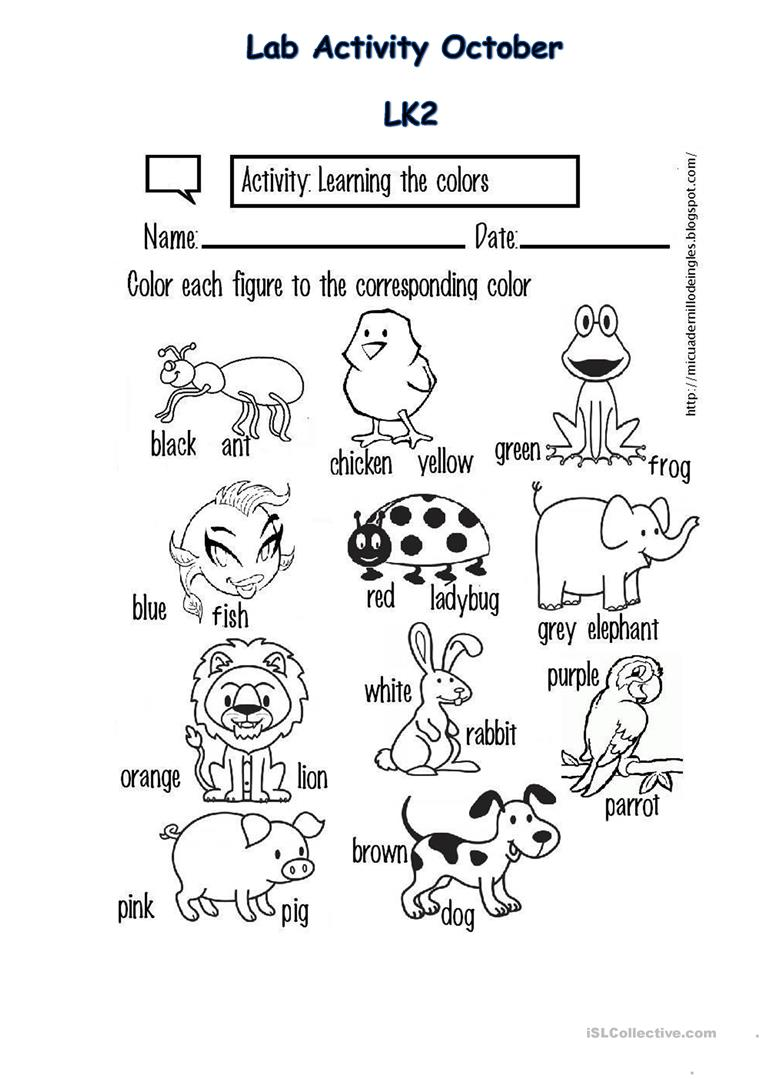 Lab Activity October
LK2
Activity: Learning the colors
Name: Date:
http://micuadernillodeingles.blogspot.com/
Color each figure to the corresponding color
black ant
chicken yellow
green frog
blue fish
red ladybug
grey elephant
orange lion
white rabbit
purple parrot
pink pig
brown dog
iSLCollective.com